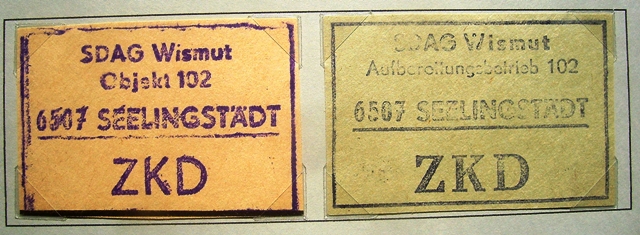 SDAG Wismut
Objekt 102
6507 SEELINGSTÄDT
ZKD
SDAG Wismut
Aufbereitungsbetrieb 102
6507 SEELINGSTÄDT
ZKD